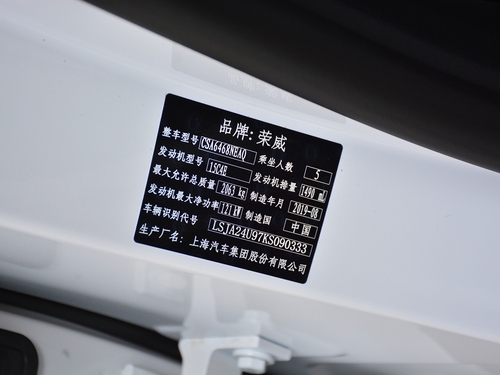 品牌: 荣威
整车型号 CSA6468NEAQ 乘坐人数 5
发动机型号 15C4E 发动机排量 1490 mL
最大允许总质量 2063 kg 制造年月 2019-08
发动机最大净功率 121 kW 制造国 中国
车辆识别代号 LSJA24U97KS090333
生产厂名: 上海汽车集团股份有限公司